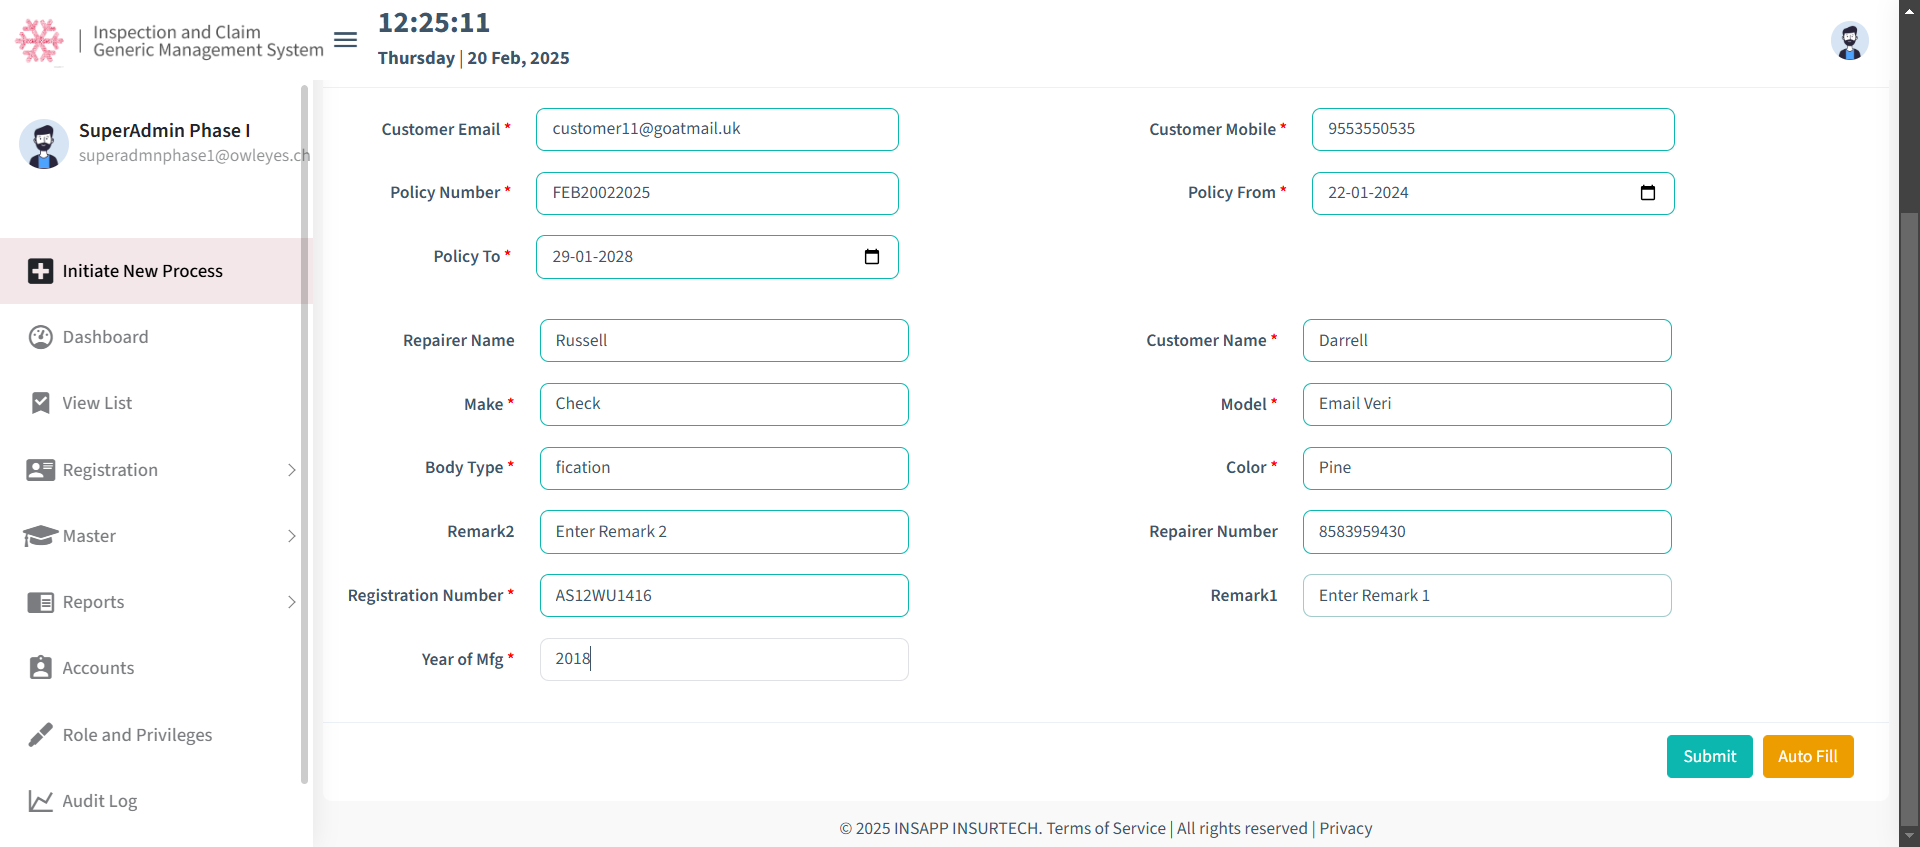 Inspection and Claim
Generic Management System
12:25:11
Thursday | 20 Feb, 2025
SuperAdmin Phase I
superadmnphase1@owleyes.ch
Initiate New Process
Dashboard
View List
Registration
Master
Reports
Accounts
Role and Privileges
Audit Log
Customer Email * customer11@goatmail.uk
Customer Mobile * 9553550535
Policy Number * FEB20022025
Policy From * 22-01-2024
Policy To * 29-01-2028
Repairer Name Russell
Customer Name * Darrell
Make * Check
Model * Email Veri
Body Type * fication
Color * Pine
Remark2 Enter Remark 2
Repairer Number 8583959430
Registration Number * AS12WU1416
Remark1 Enter Remark 1
Year of Mfg * 2018
Submit
Auto Fill
© 2025 INSAPP INSURTECH. Terms of Service | All rights reserved | Privacy